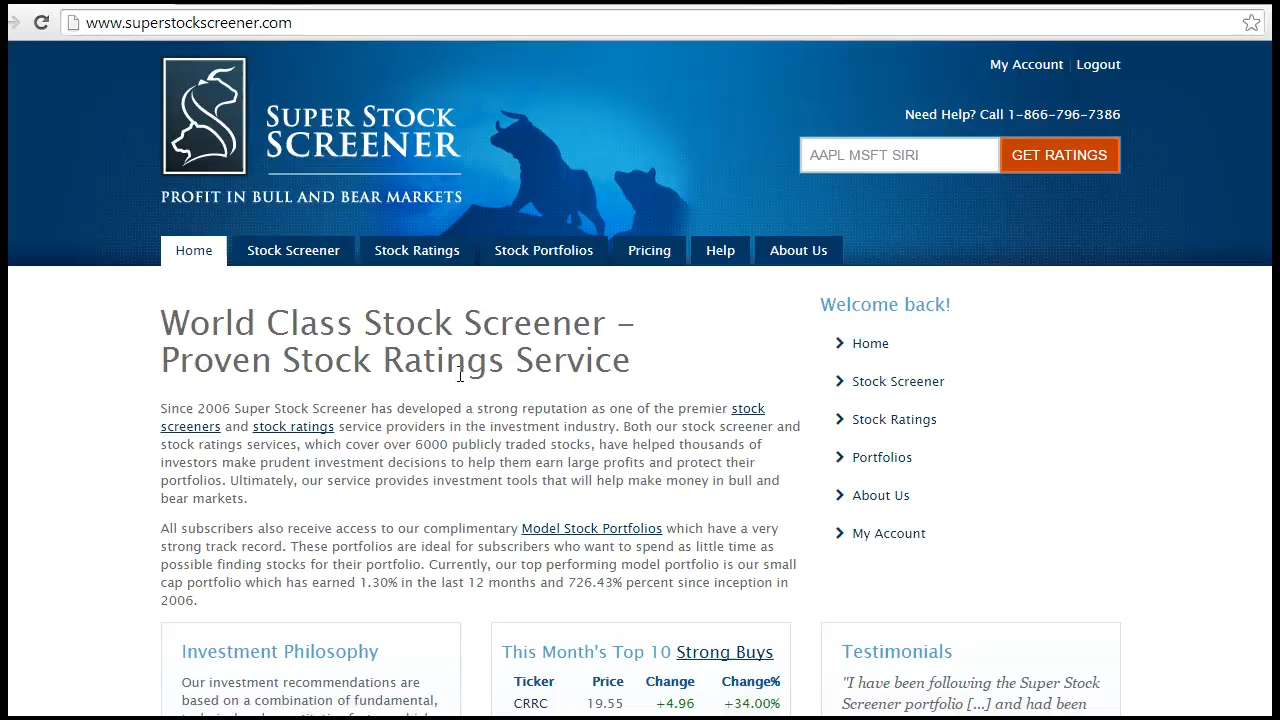 www.superstockscreener.com
My Account | Logout
SUPER STOCK
SCREENER
PROFIT IN BULL AND BEAR MARKETS
Need Help? Call 1-866-796-7386
AAPL MSFT SIRI GET RATINGS
Home Stock Screener Stock Ratings Stock Portfolios Pricing Help About Us
World Class Stock Screener –
Proven Stock Ratings Service
Since 2006 Super Stock Screener has developed a strong reputation as one of the premier stock
screeners and stock ratings service providers in the investment industry. Both our stock screener and
stock ratings services, which cover over 6000 publicly traded stocks, have helped thousands of
investors make prudent investment decisions to help them earn large profits and protect their
portfolios. Ultimately, our service provides investment tools that will help make money in bull and
bear markets.
All subscribers also receive access to our complimentary Model Stock Portfolios which have a very
strong track record. These portfolios are ideal for subscribers who want to spend as little time as
possible finding stocks for their portfolio. Currently, our top performing model portfolio is our small
cap portfolio which has earned 1.30% in the last 12 months and 726.43% percent since inception in
2006.
Welcome back!
Home
Stock Screener
Stock Ratings
Portfolios
About Us
My Account
Investment Philosophy
Our investment recommendations are
based on a combination of fundamental,
This Month's Top 10 Strong Buys
Ticker Price Change Change%
CRRC 19.55 +4.96 +34.00%
Testimonials
"I have been following the Super Stock
Screener portfolio [...] and had been